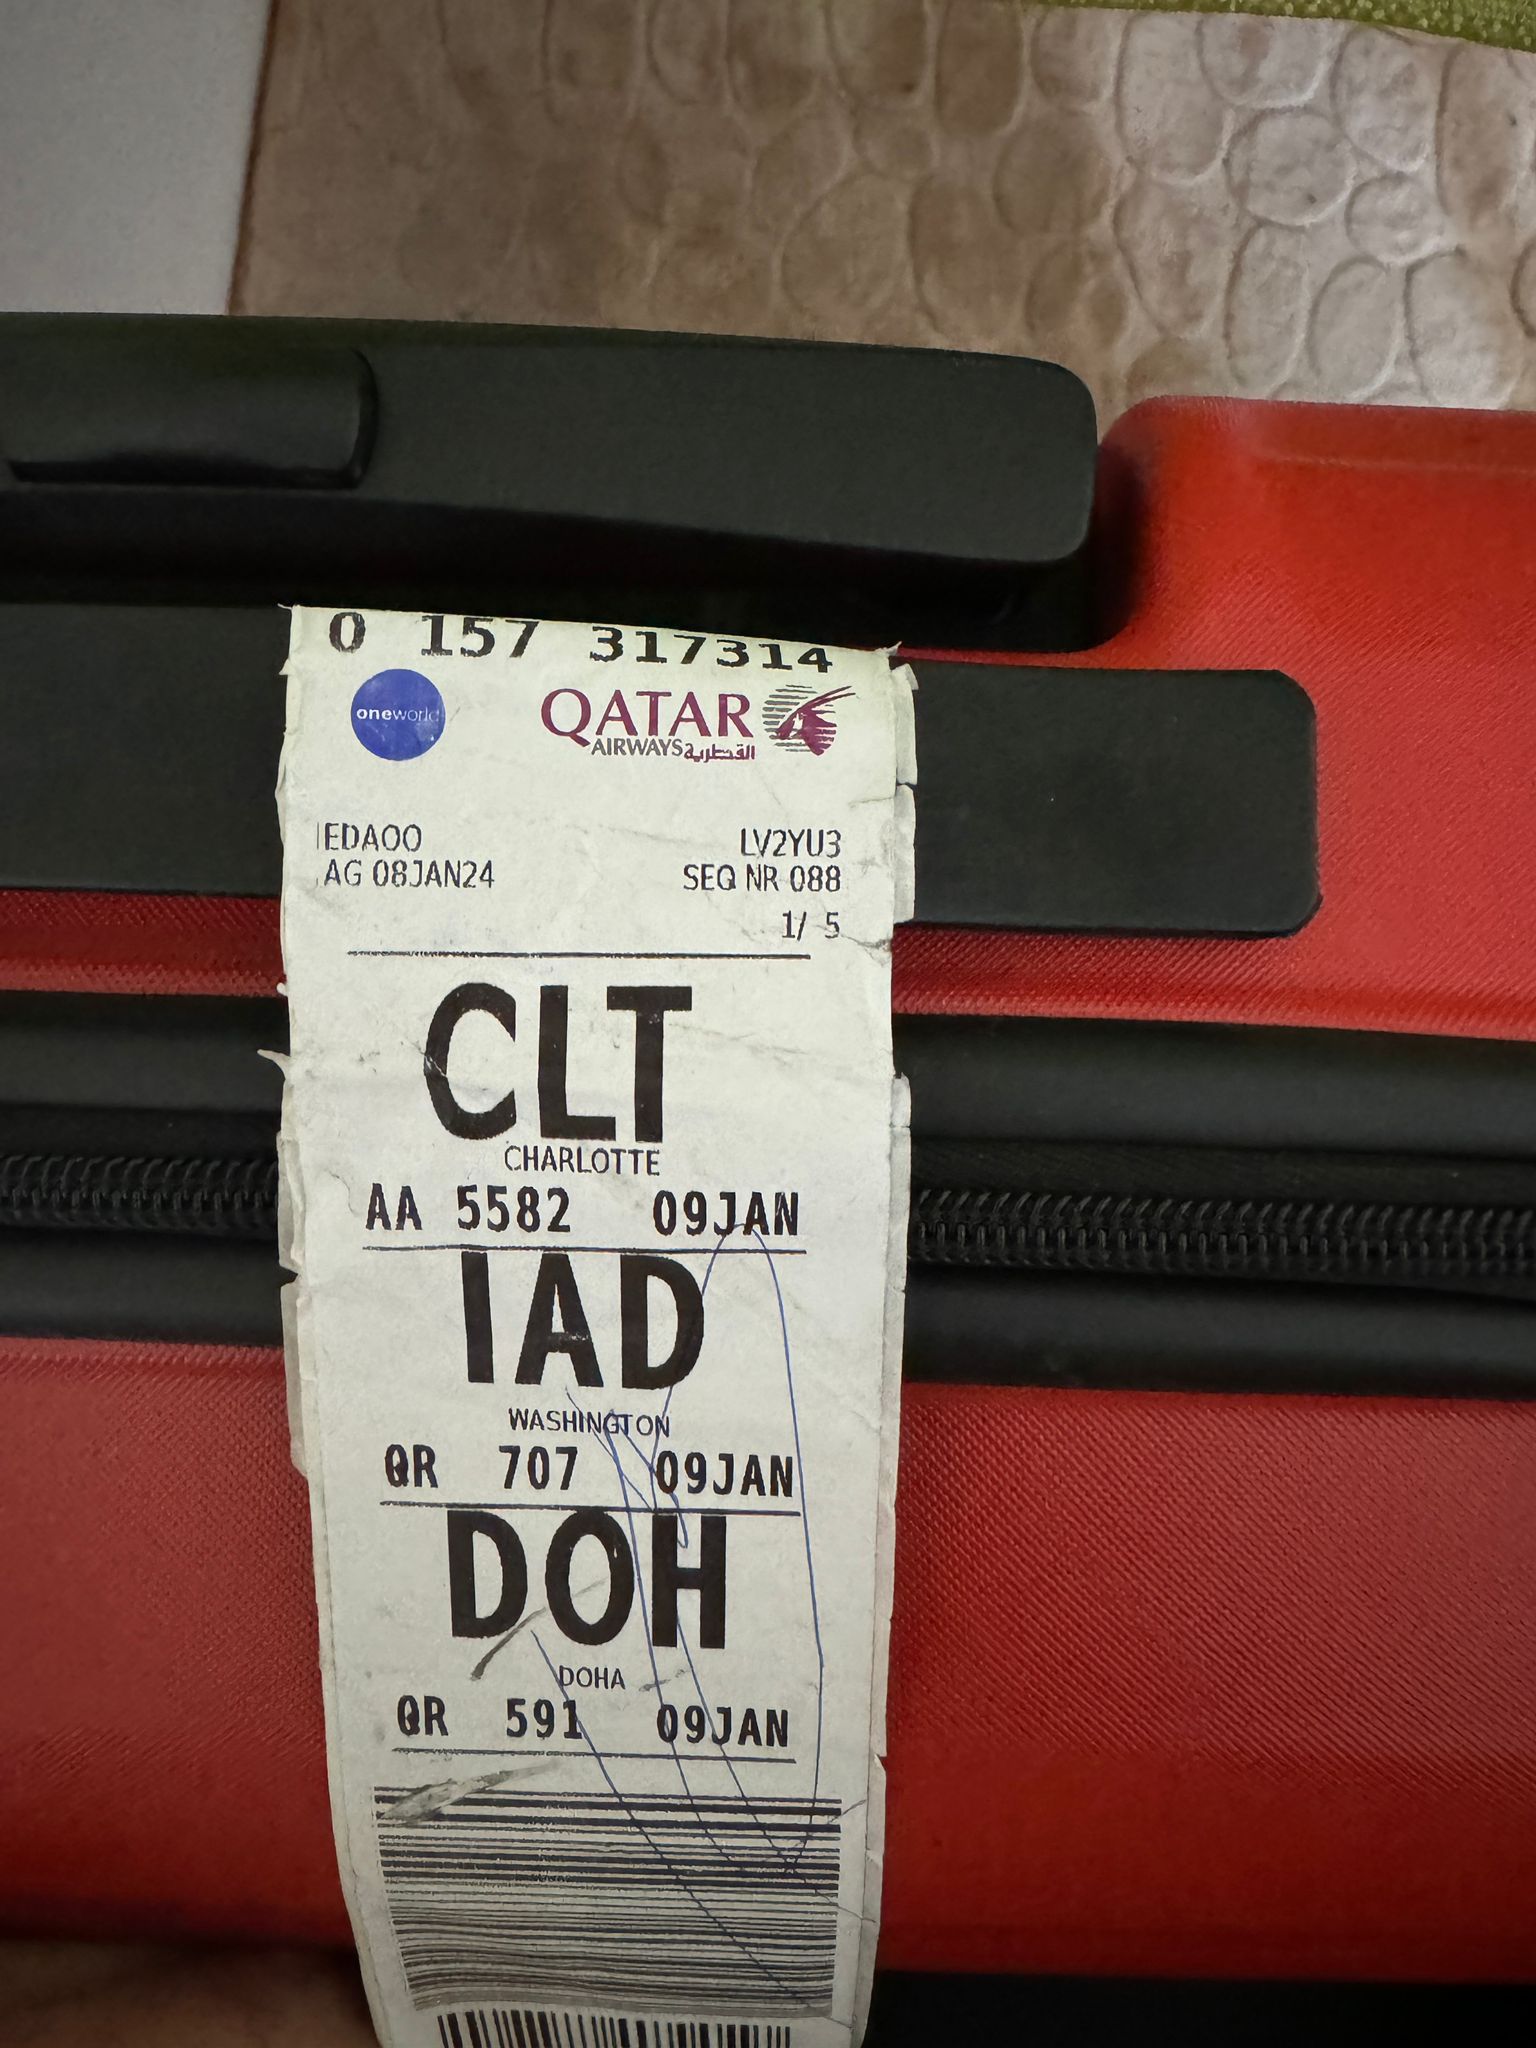 0 157 317314
oneworld
QATAR
AIRWAYS القطرية
EDAOO
LV2YU3
AG 08JAN24
SEQ NR 088
1/ 5
CLT
CHARLOTTE
AA 5582 09JAN
IAD
WASHINGTON
QR 707 09JAN
DOH
DOHA
QR 591 09JAN